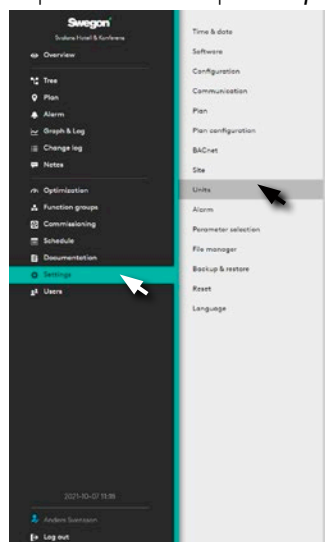 Swegon
Scalara Hotell & Konferens
Overview
Tree
Plan
Alarm
Graph & Log
Change log
Notes
Optimization
Function groups
Commissioning
Schedule
Documentation
Settings
Users
2021-10-07 11:18
Anders Svensson
Log out
Time & date
Software
Configuration
Communication
Plan
Plan configuration
BACnet
Site
Units
Alarm
Parameter selection
File manager
Backup & restore
Reset
Language